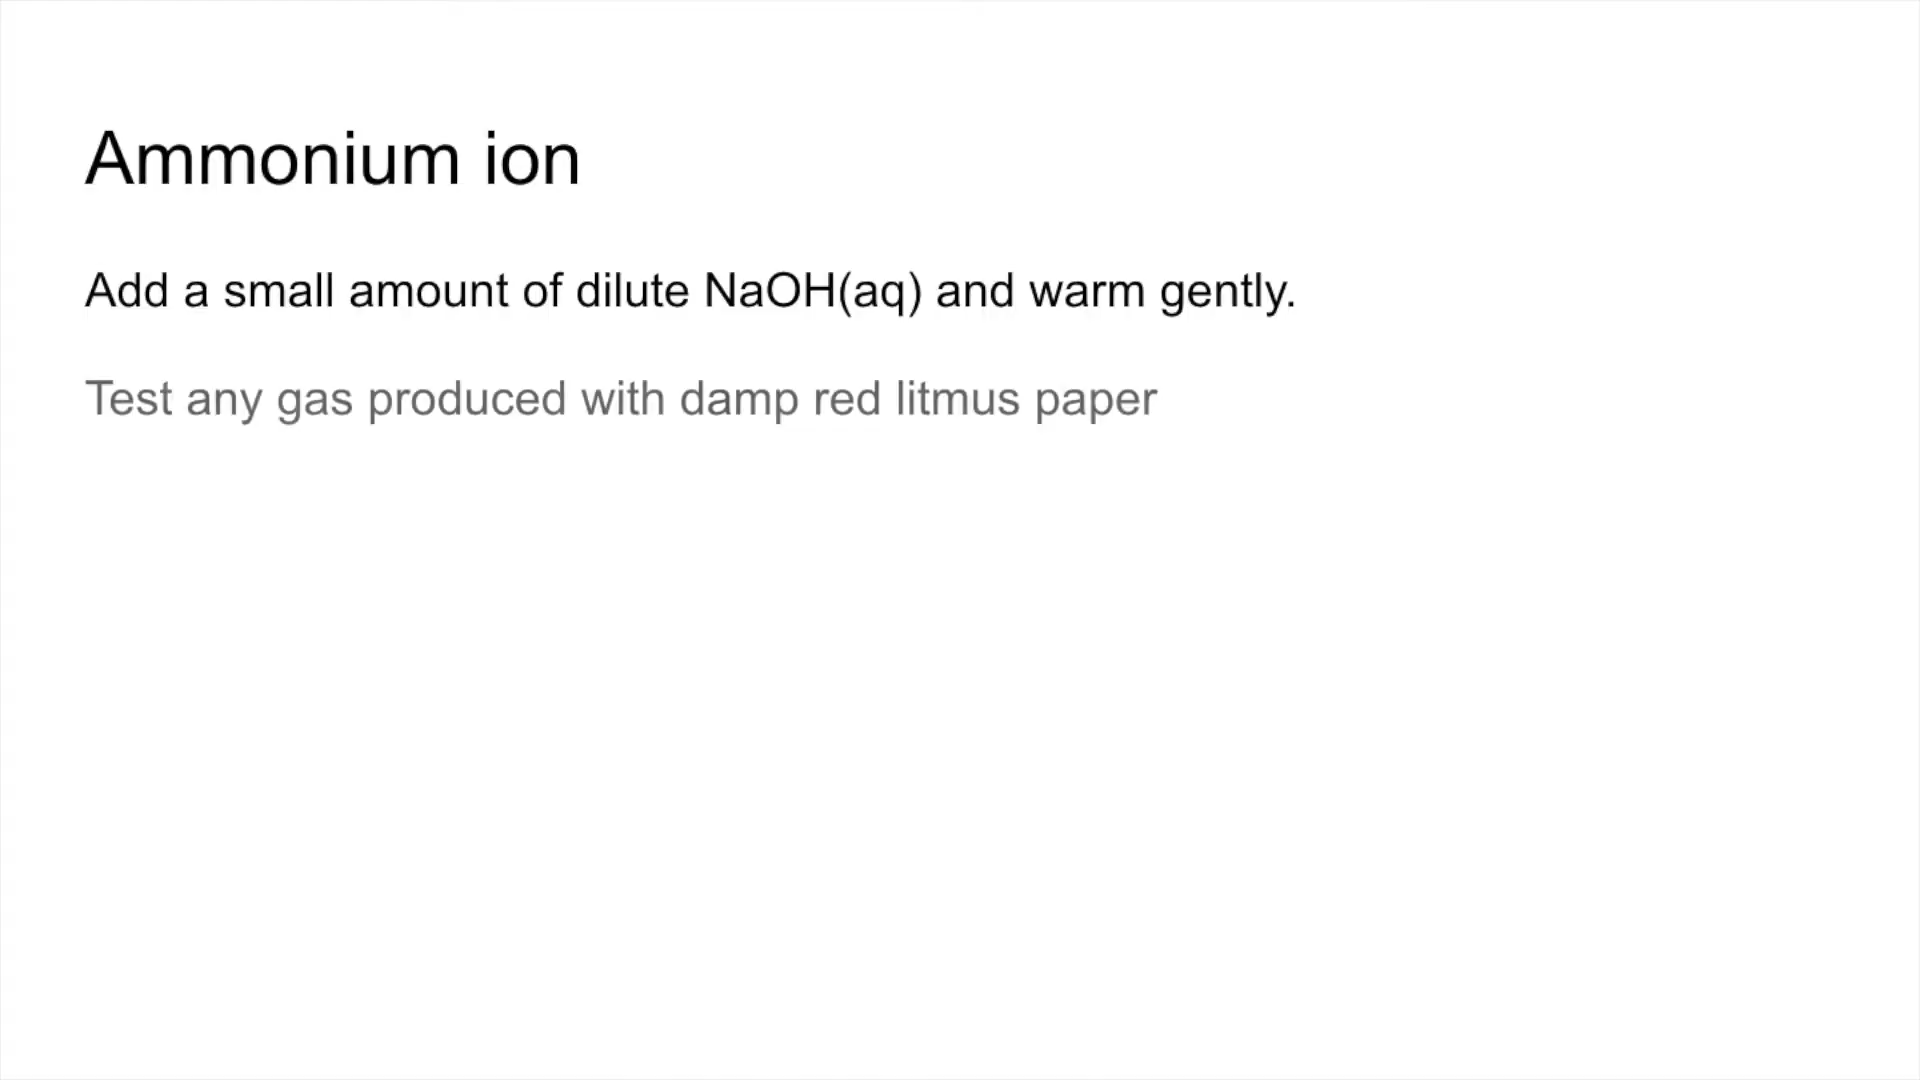 Ammonium ion
Add a small amount of dilute NaOH(aq) and warm gently.
Test any gas produced with damp red litmus paper